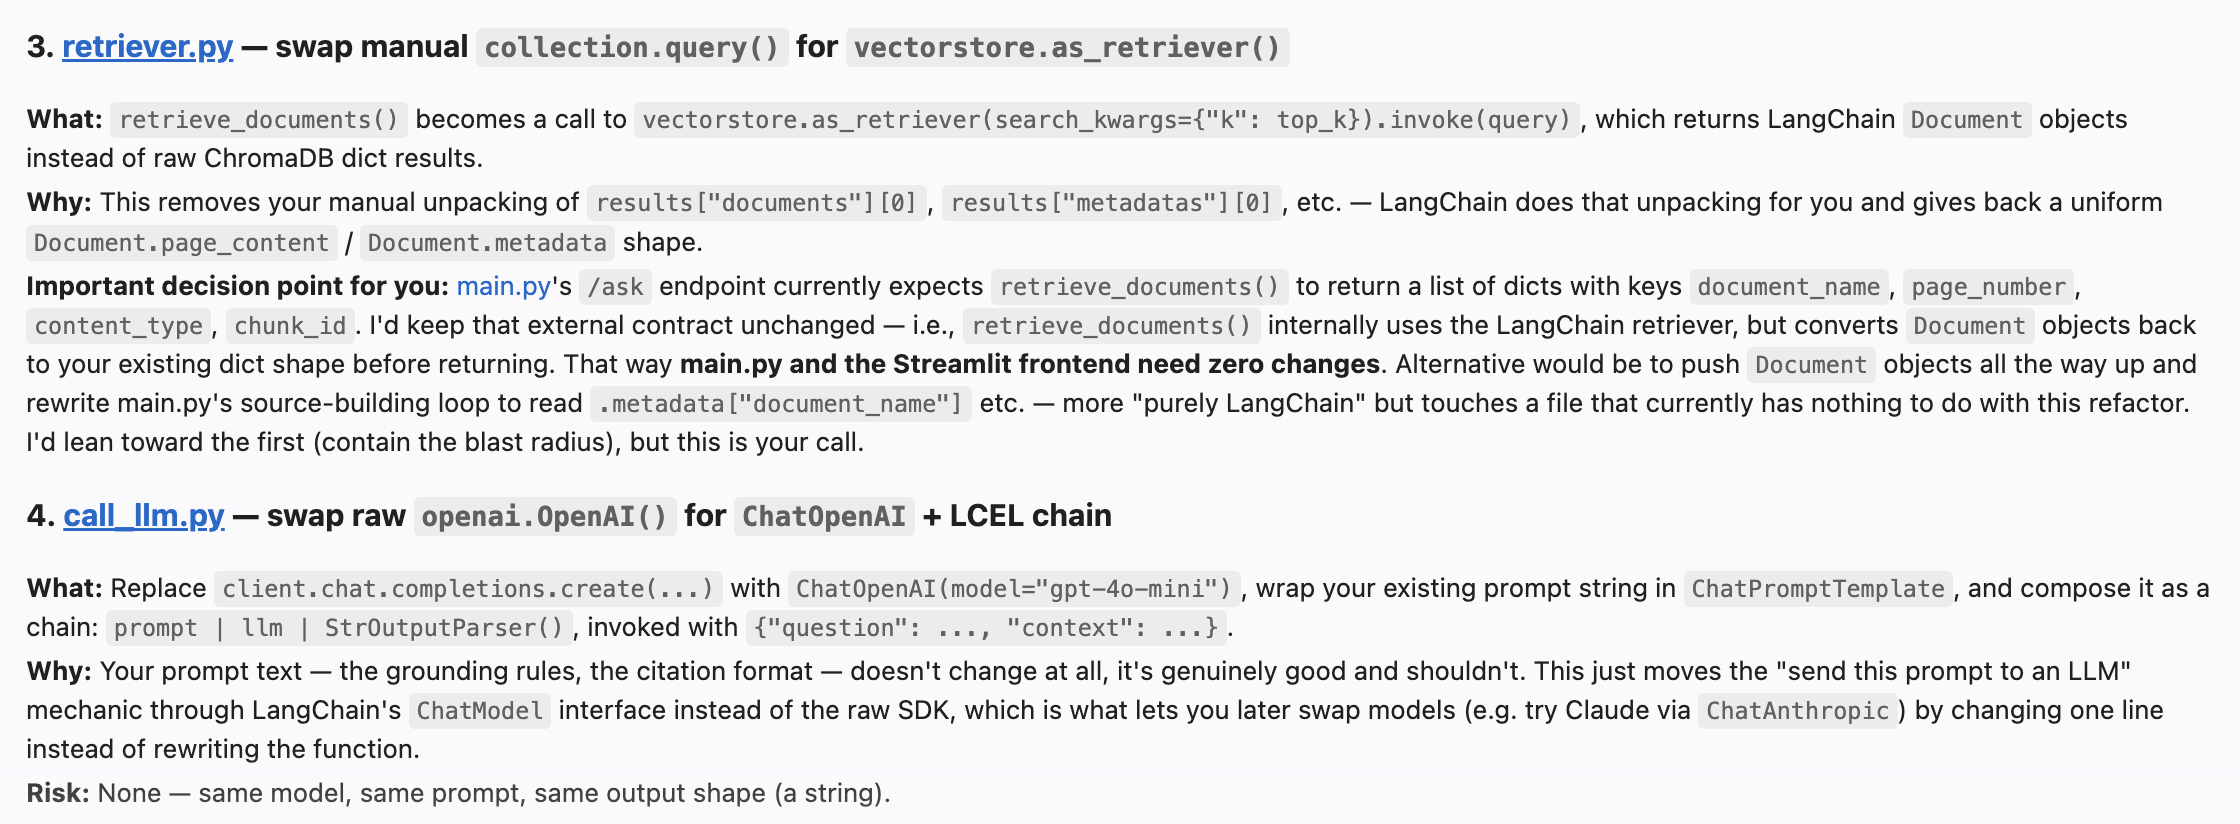 3. retriever.py — swap manual collection.query() for vectorstore.as_retriever()
What: retrieve_documents() becomes a call to vectorstore.as_retriever(search_kwargs={"k": top_k}).invoke(query), which returns LangChain Document objects
instead of raw ChromaDB dict results.
Why: This removes your manual unpacking of results["documents"][0], results["metadatas"][0], etc. — LangChain does that unpacking for you and gives back a uniform
Document.page_content / Document.metadata shape.
Important decision point for you: main.py's /ask endpoint currently expects retrieve_documents() to return a list of dicts with keys document_name, page_number,
content_type, chunk_id. I'd keep that external contract unchanged — i.e., retrieve_documents() internally uses the LangChain retriever, but converts Document objects back
to your existing dict shape before returning. That way main.py and the Streamlit frontend need zero changes. Alternative would be to push Document objects all the way up and
rewrite main.py's source-building loop to read .metadata["document_name"] etc. — more "purely LangChain" but touches a file that currently has nothing to do with this refactor.
I'd lean toward the first (contain the blast radius), but this is your call.
4. call_llm.py — swap raw openai.OpenAI() for ChatOpenAI + LCEL chain
What: Replace client.chat.completions.create(...) with ChatOpenAI(model="gpt-4o-mini"), wrap your existing prompt string in ChatPromptTemplate, and compose it as a
chain: prompt | llm | StrOutputParser(), invoked with {"question": ..., "context": ...}.
Why: Your prompt text — the grounding rules, the citation format — doesn't change at all, it's genuinely good and shouldn't. This just moves the "send this prompt to an LLM"
mechanic through LangChain's ChatModel interface instead of the raw SDK, which is what lets you later swap models (e.g. try Claude via ChatAnthropic) by changing one line
instead of rewriting the function.
Risk: None — same model, same prompt, same output shape (a string).